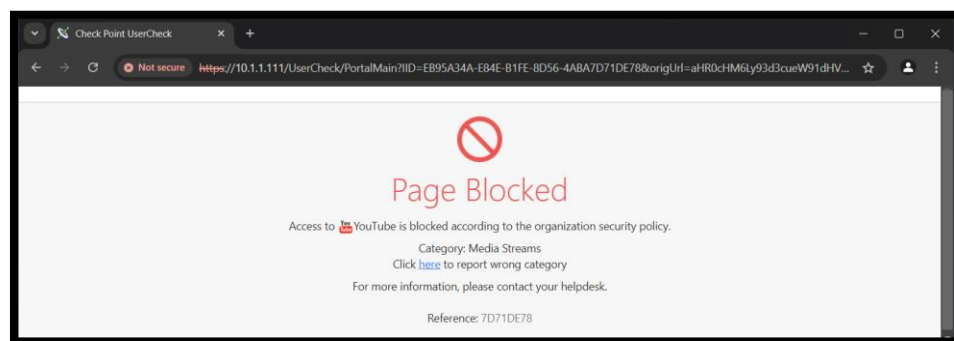 Check Point UserCheck
Not secure https://10.1.1.111/UserCheck/PortalMain?IID=EB95A34A-E84E-B1FE-8D56-4ABA7D71DE78&origUrl=aHR0cHM6Ly93d3cueW91dHV...
Page Blocked
Access to You Tube YouTube is blocked according to the organization security policy.
Category: Media Streams
Click here to report wrong category
For more information, please contact your helpdesk.
Reference: 7D71DE78